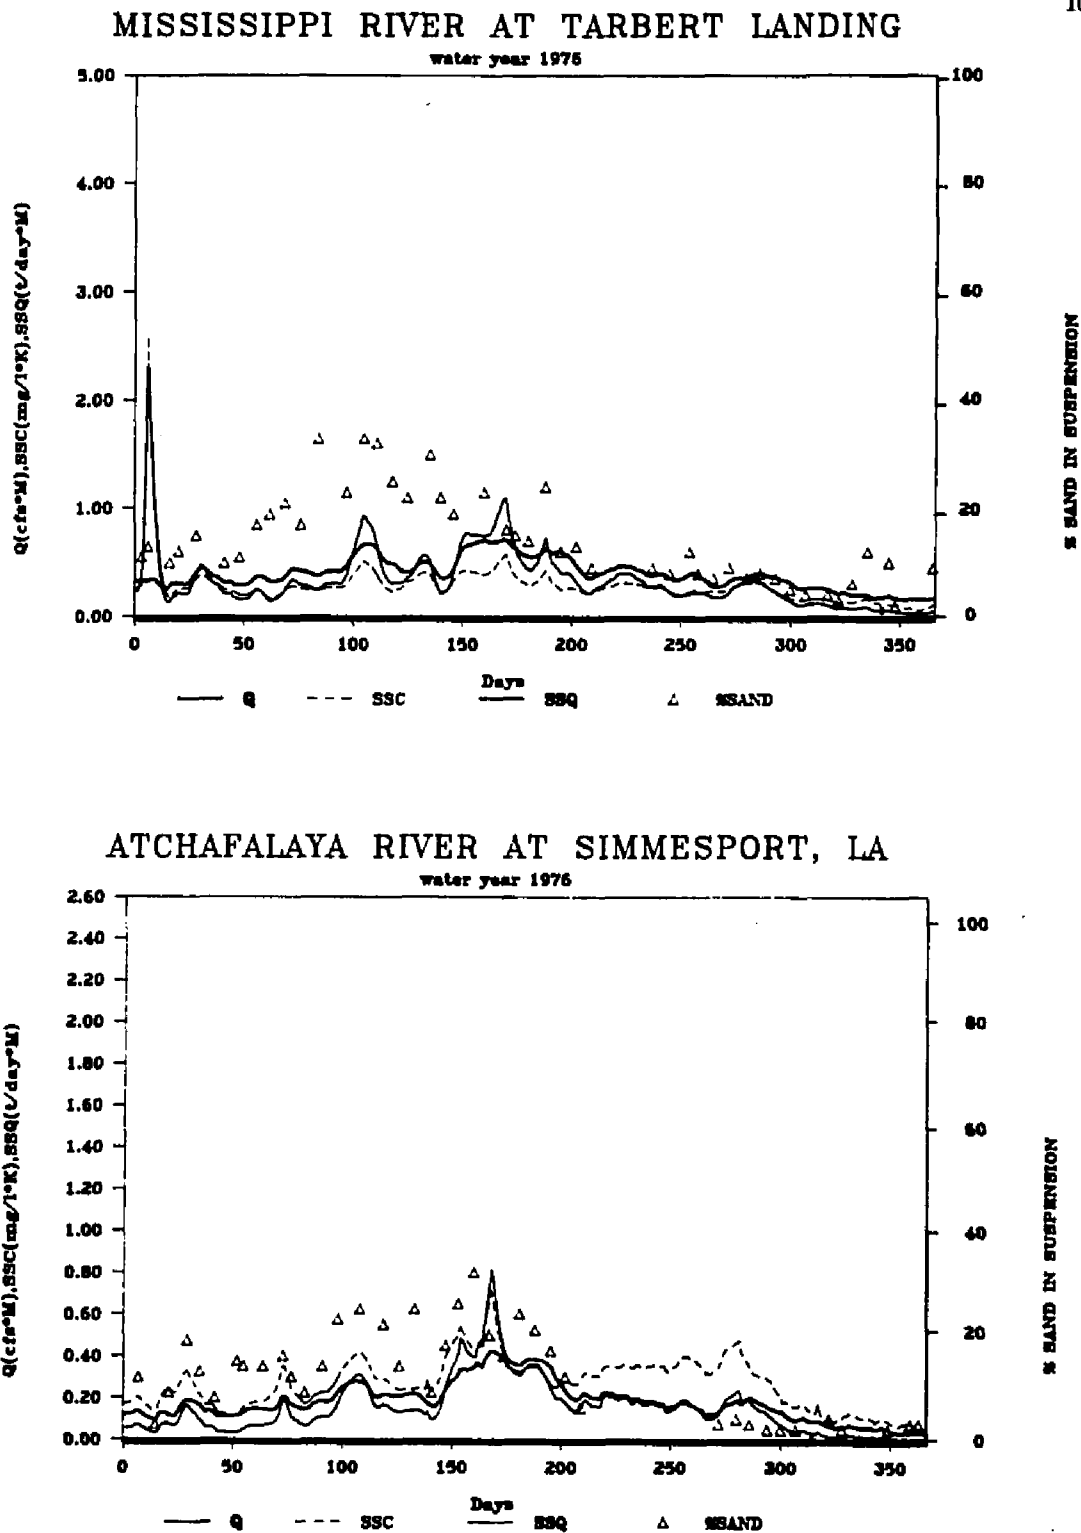 MISSISSIPPI RIVER AT TARBERT LANDING
water year 1976
5.00
4.00
3.00
2.00
1.00
0.00
100
80
60
40
20
0
Q(cfs*M),SSC(mg/l*K),SSQ(t/day*M)
% SAND IN SUSPENSION
0 50 100 150 200 250 300 350
Days
Q SSC SSQ %SAND
ATCHAFALAYA RIVER AT SIMMESPORT, LA
water year 1976
2.60
2.40
2.20
2.00
1.80
1.60
1.40
1.20
1.00
0.80
0.60
0.40
0.20
0.00
100
80
60
40
20
0
Q(cfs*M),SSC(mg/l*K),SSQ(t/day*M)
% SAND IN SUSPENSION
0 50 100 150 200 250 300 350
Days
Q SSC SSQ %SAND